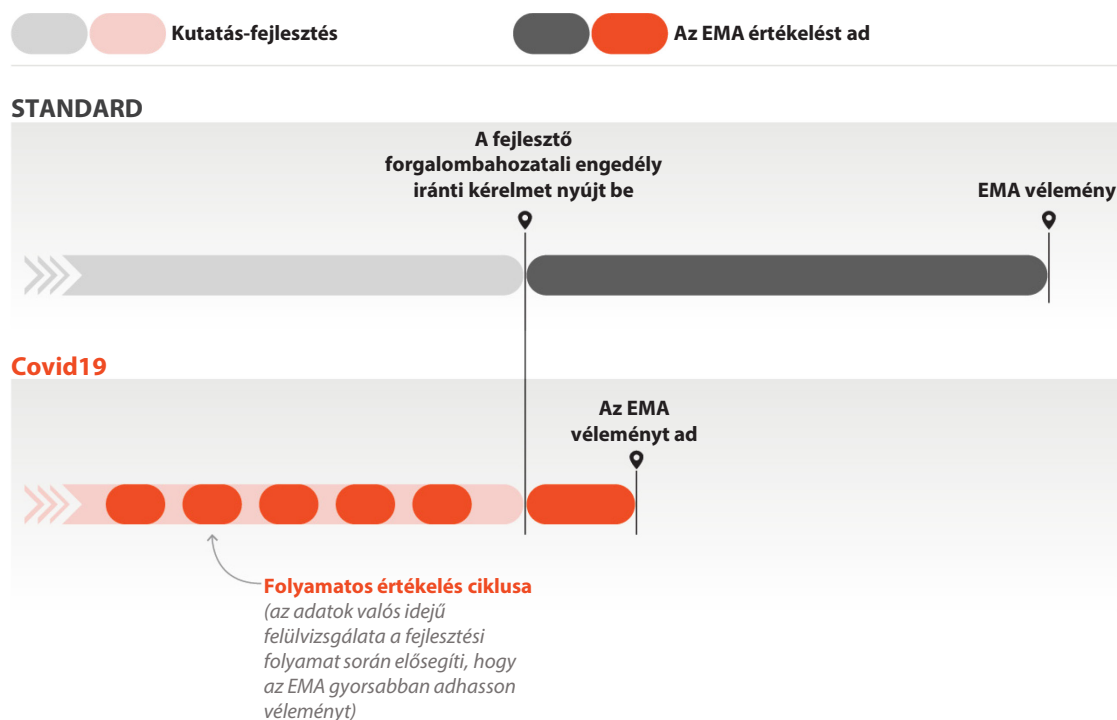 Kutatás-fejlesztés
Az EMA értékelést ad
STANDARD
A fejlesztő
forgalombahozatali engedély
iránti kérelmet nyújt be
EMA vélemény
Covid19
Az EMA
véleményt ad
Folyamatos értékelés ciklusa
(az adatok valós idejű
felülvizsgálata a fejlesztési
folyamat során elősegíti, hogy
az EMA gyorsabban adhasson
véleményt)